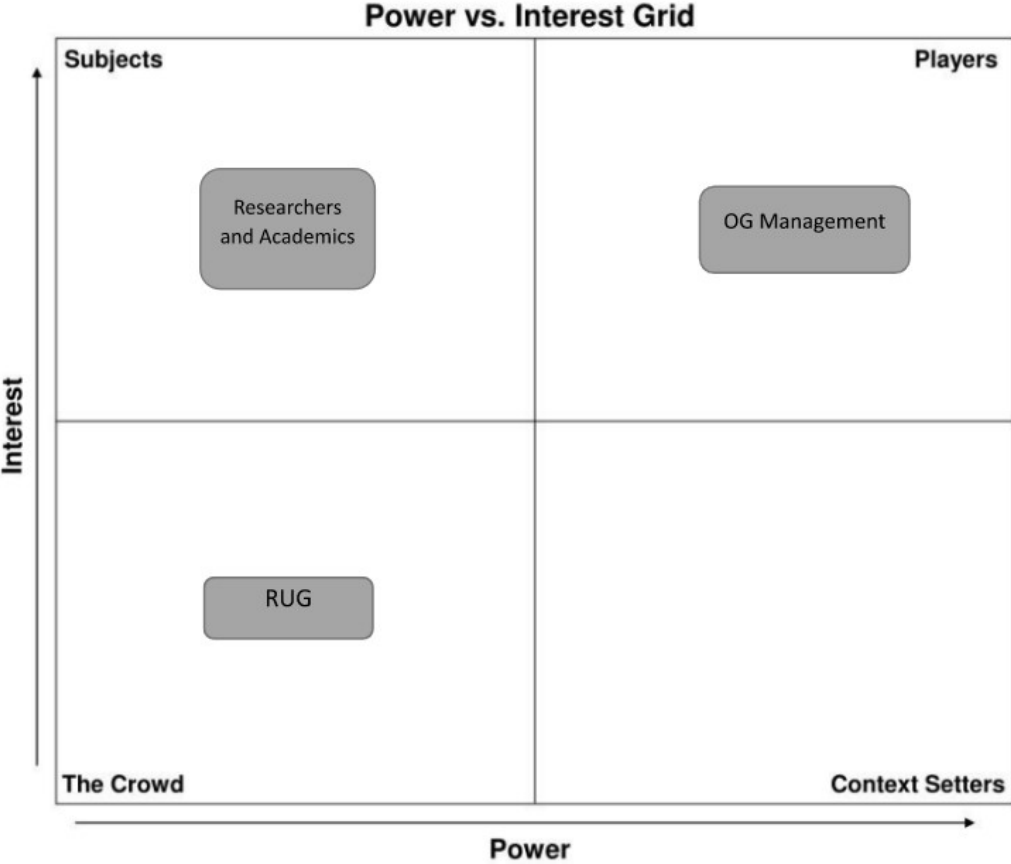 Power vs. Interest Grid
Subjects
Players
Researchers
and Academics
OG Management
Interest
RUG
The Crowd
Context Setters
Power